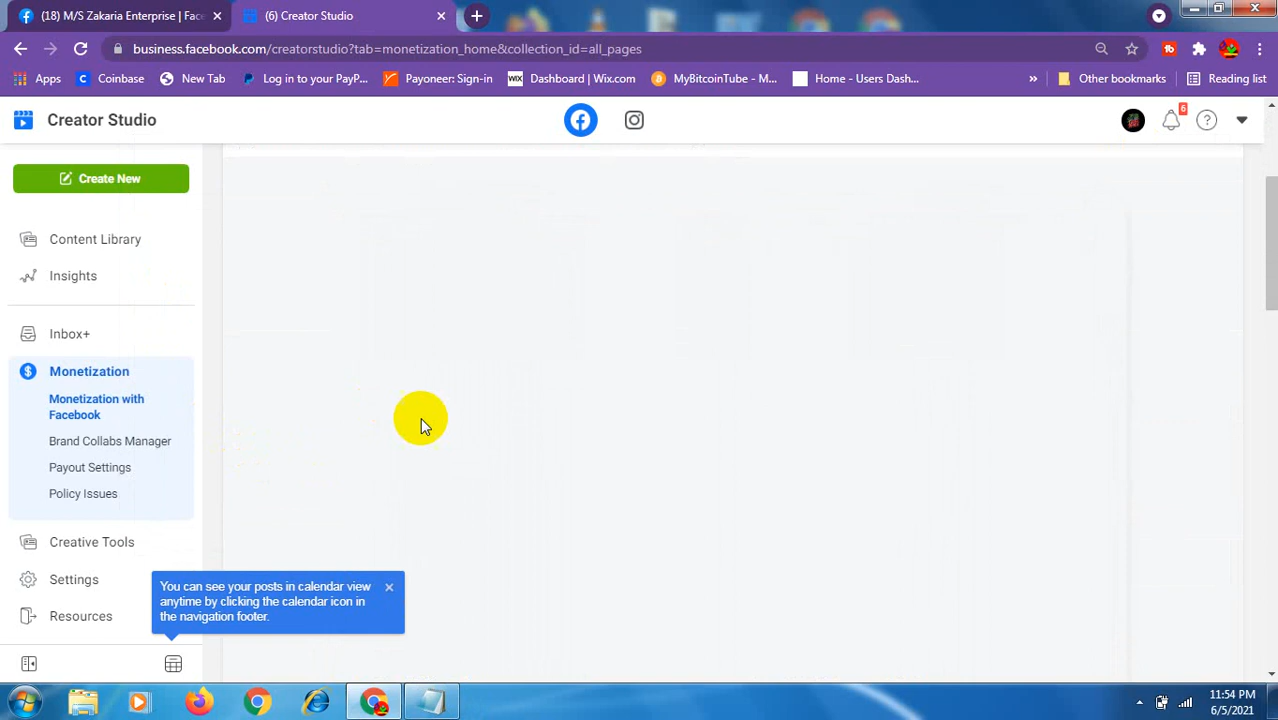 (18) M/S Zakaria Enterprise | Face
(6) Creator Studio
business.facebook.com/creatorstudio?tab=monetization_home&collection_id=all_pages
Apps
Coinbase
New Tab
Log in to your PayP...
Payoneer: Sign-in
WIX
Dashboard | Wix.com
MyBitcoinTube - M...
Home - Users Dash...
»
Other bookmarks
Reading list
Creator Studio
6
Create New
Content Library
Insights
Inbox+
Monetization
Monetization with
Facebook
Brand Collabs Manager
Payout Settings
Policy Issues
Creative Tools
Settings
Resources
You can see your posts in calendar view
anytime by clicking the calendar icon in
the navigation footer.
11:54 PM
6/5/2021